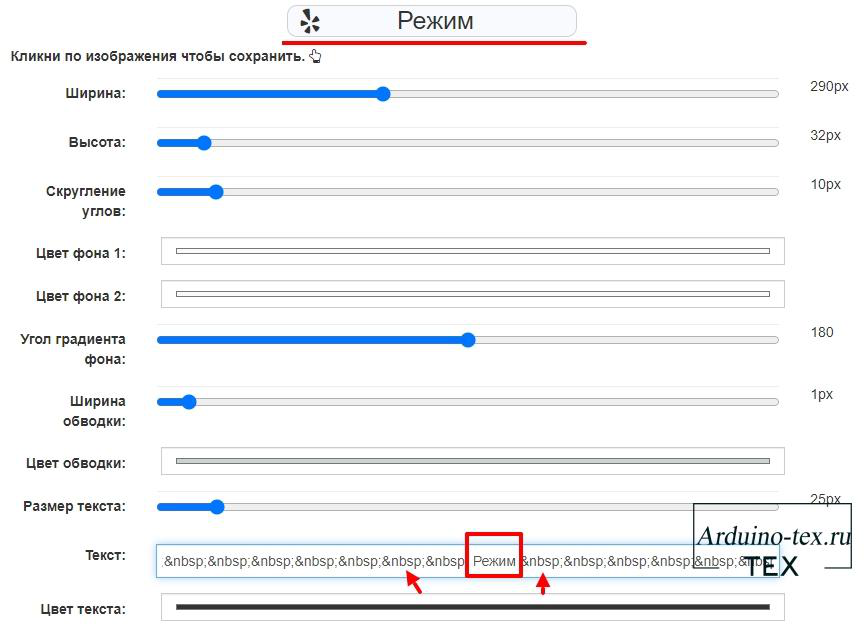 Режим
Кликни по изображения чтобы сохранить.
Ширина: 290px
Высота: 32px
Скругление
углов: 10px
Цвет фона 1:
Цвет фона 2:
Угол градиента
фона: 180
Ширина
обводки: 1px
Цвет обводки:
Размер текста: 25px
Текст: ;&nbsp;&nbsp;&nbsp;&nbsp;&nbsp;&nbsp;&nbsp; Режим &nbsp;&nbsp;&nbsp;&nbsp;&nbsp;&nbsp
Arduino-tex.ru
TEX
Цвет текста: